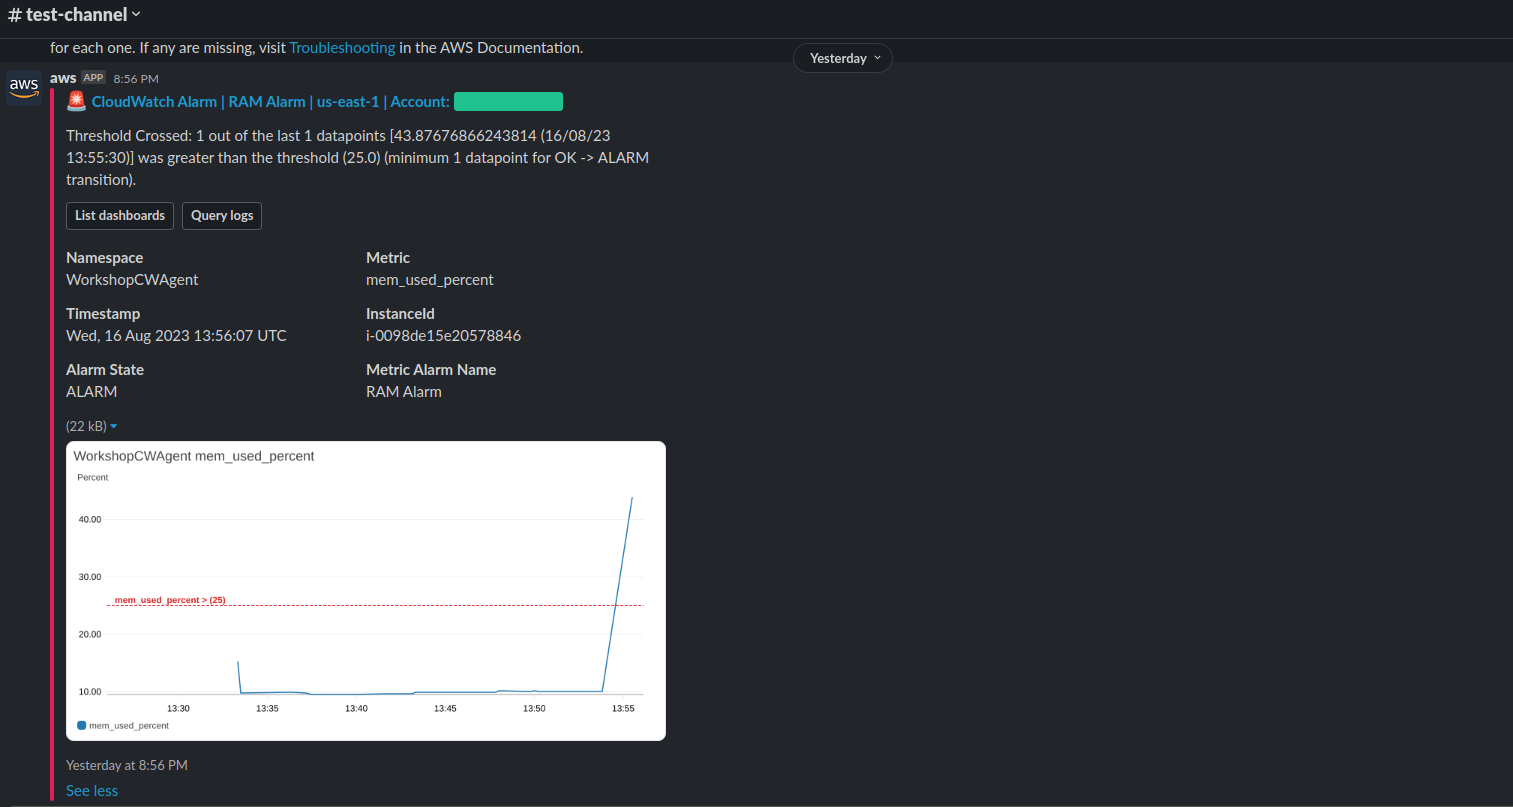 # test-channel
for each one. If any are missing, visit Troubleshooting in the AWS Documentation.
Yesterday
aws
aws APP 8:56 PM
CloudWatch Alarm | RAM Alarm | us-east-1 | Account:
Threshold Crossed: 1 out of the last 1 datapoints [43.87676866243814 (16/08/23
13:55:30)] was greater than the threshold (25.0) (minimum 1 datapoint for OK -> ALARM
transition).
List dashboards Query logs
Namespace Metric
WorkshopCWAgent mem_used_percent
Timestamp InstanceId
Wed, 16 Aug 2023 13:56:07 UTC i-0098de15e20578846
Alarm State Metric Alarm Name
ALARM RAM Alarm
(22 kB)
WorkshopCWAgent mem_used_percent
Percent
40.00
30.00
mem_used_percent > (25)
20.00
10.00
13:30 13:35 13:40 13:45 13:50 13:55
mem_used_percent
Yesterday at 8:56 PM
See less